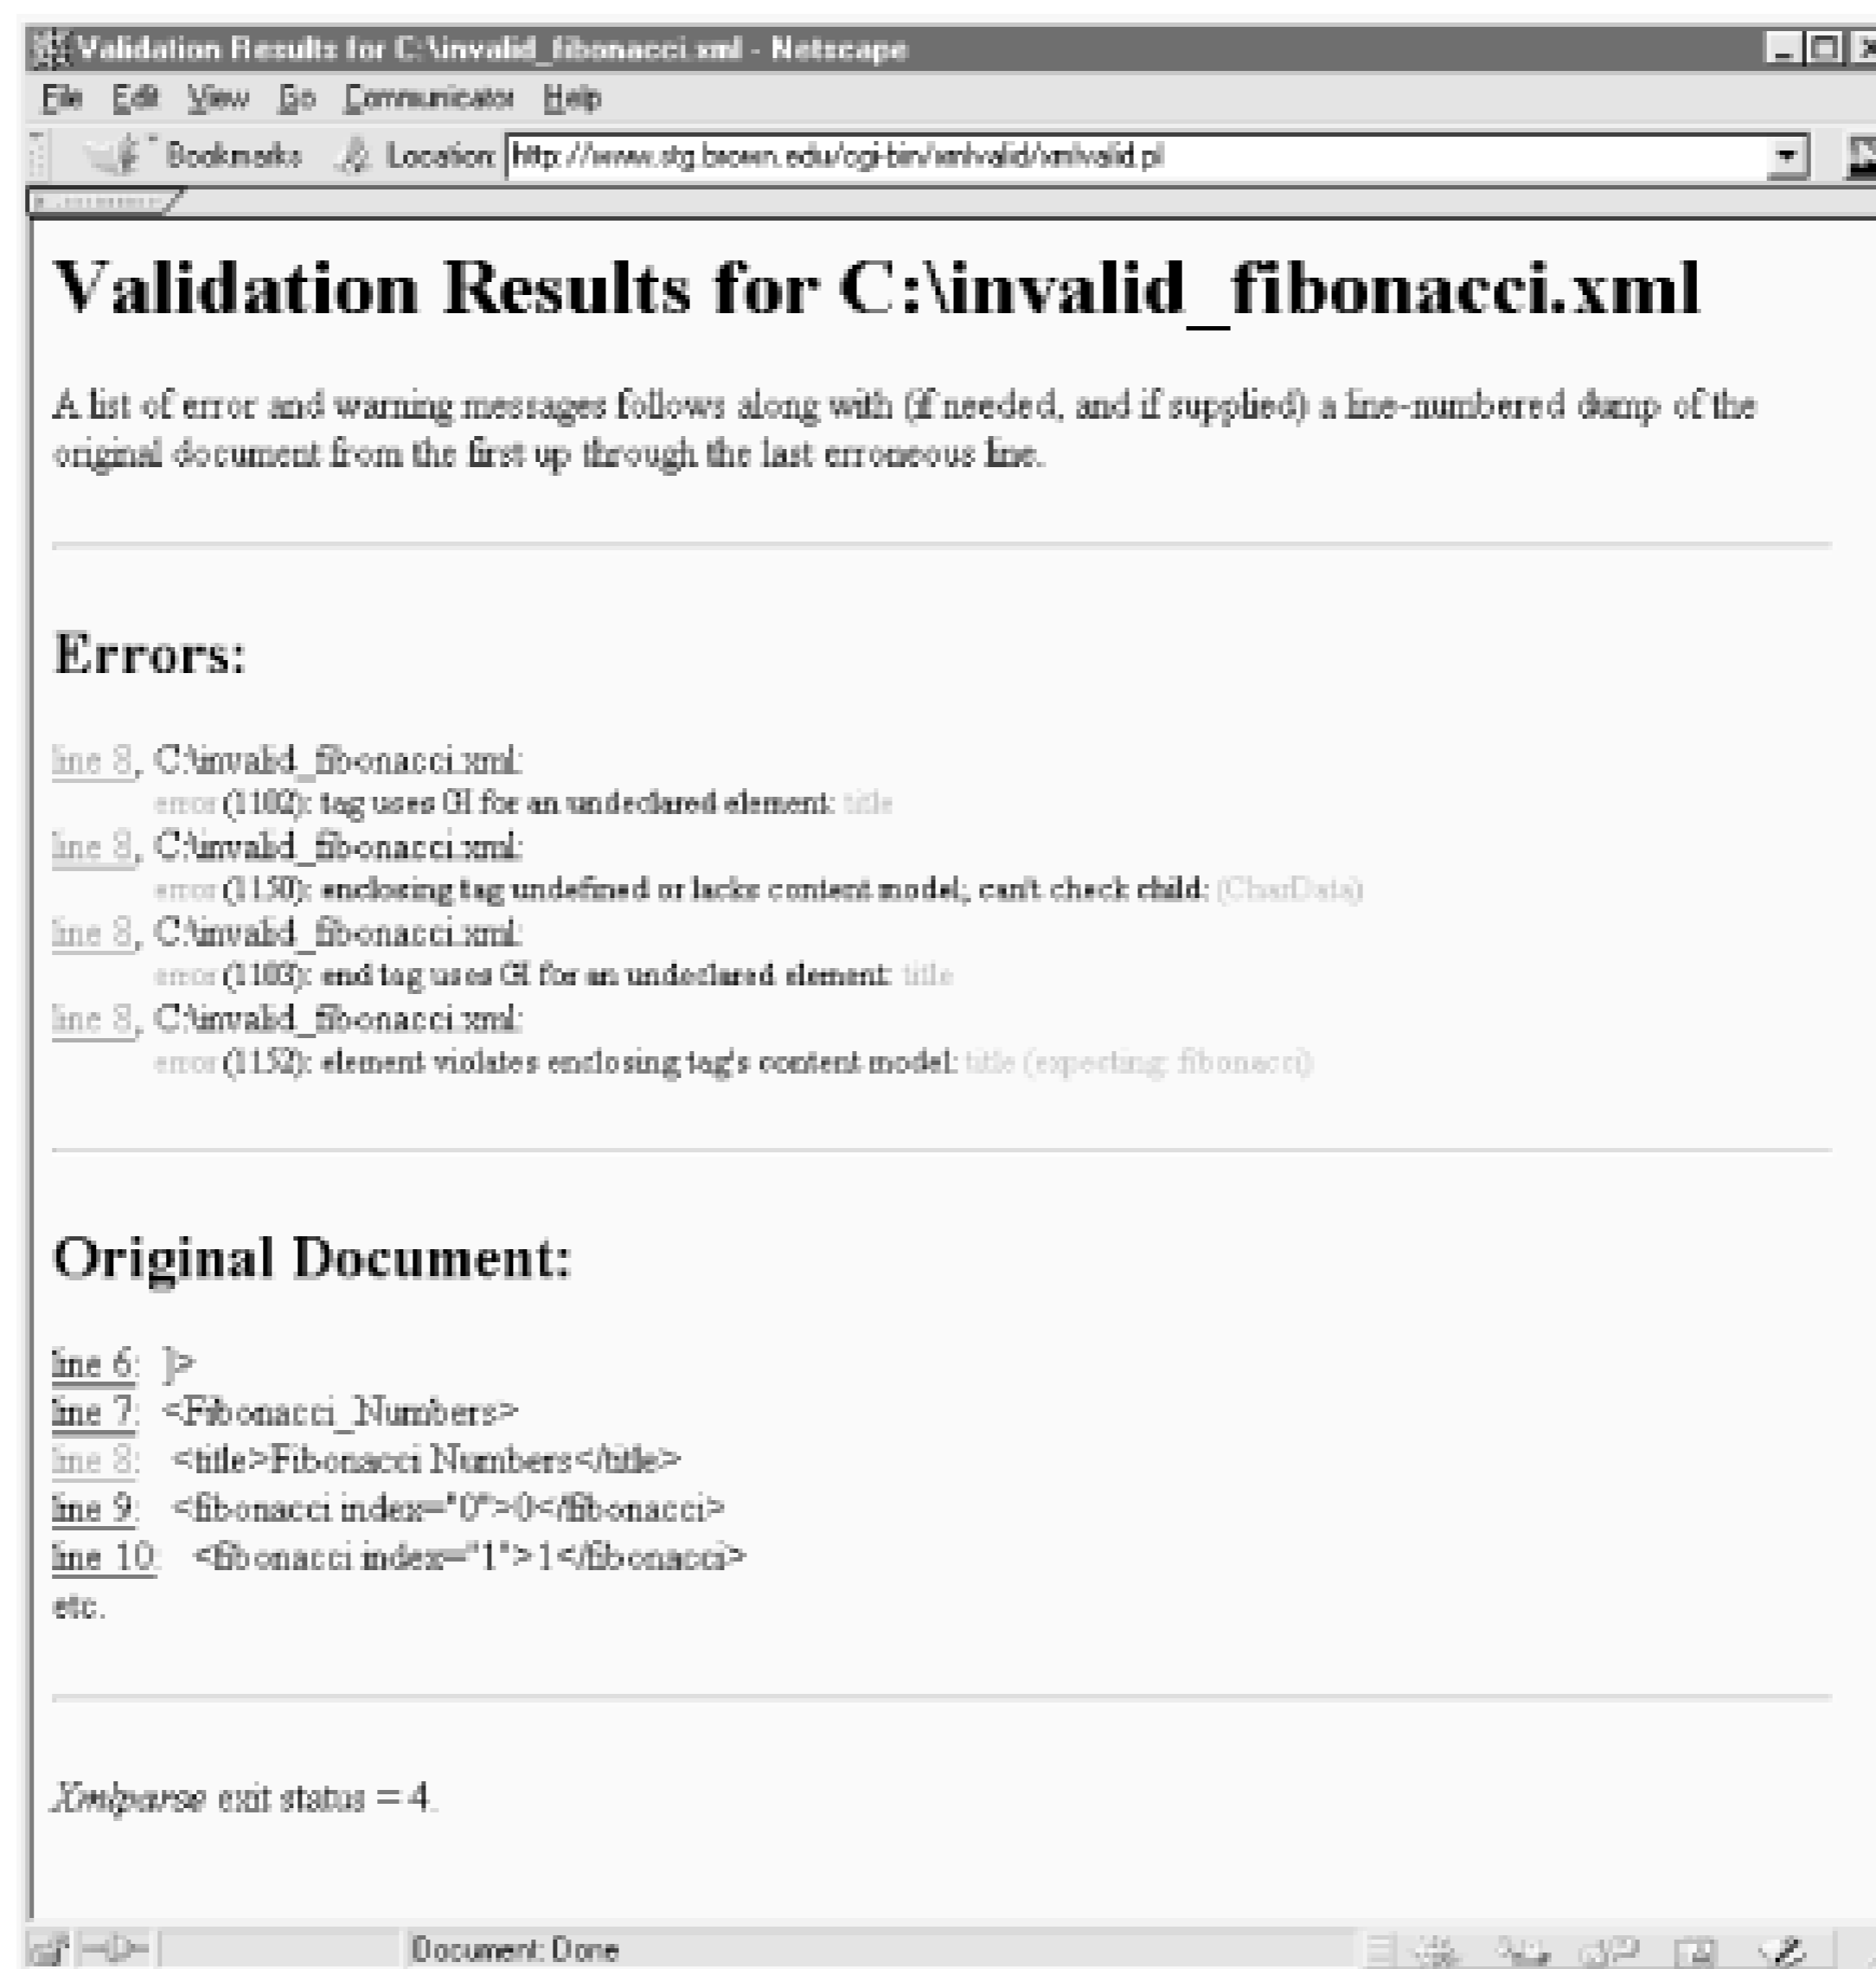 Validation Results for C:\invalid_fibonacci.xml - Netscape
File Edit View Go Communicator Help
Bookmarks Location: http://www.stg.brown.edu/cgi-bin/xmlvalid/xmlvalid.pl
Validation Results for C:\invalid_fibonacci.xml
A list of error and warning messages follows along with (if needed, and if supplied) a line-numbered dump of the
original document from the first up through the last erroneous line.
Errors:
line 8, C:\invalid_fibonacci.xml:
error (1102): tag uses GI for an undeclared element: title
line 8, C:\invalid_fibonacci.xml:
error (1150): enclosing tag undefined or lacks content model; can't check child: (CharData)
line 8, C:\invalid_fibonacci.xml:
error (1103): end tag uses GI for an undeclared element: title
line 8, C:\invalid_fibonacci.xml:
error (1152): element violates enclosing tag's content model: title (expecting: fibonacci)
Original Document:
line 6: ]>
line 7: <Fibonacci_Numbers>
line 8: <title>Fibonacci Numbers</title>
line 9: <fibonacci index="0">0</fibonacci>
line 10: <fibonacci index="1">1</fibonacci>
etc.
Xmlparse exit status = 4.
Document: Done